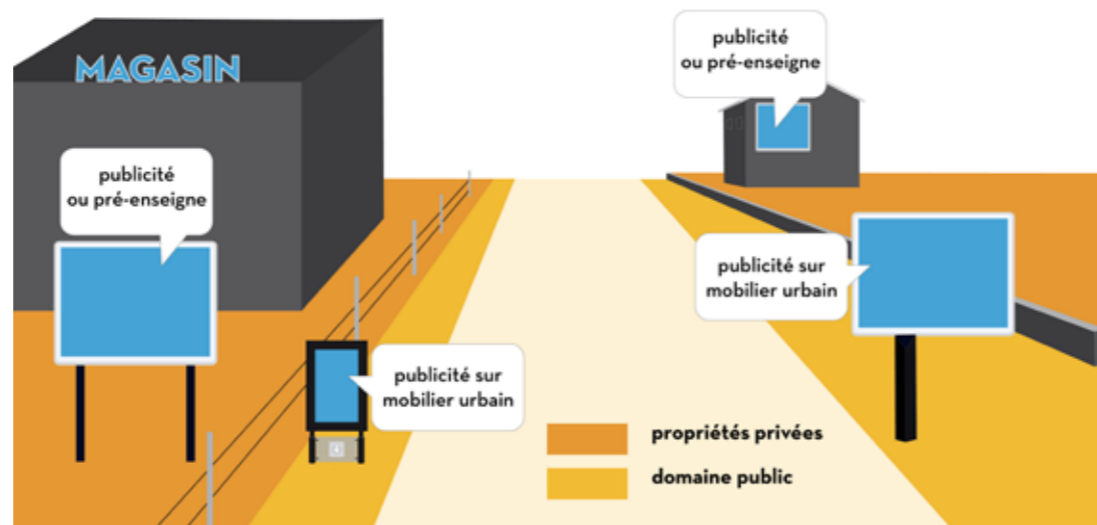 MAGASIN
publicité
ou pré-enseigne
publicité
ou pré-enseigne
publicité sur
mobilier urbain
publicité sur
mobilier urbain
propriétés privées
domaine public